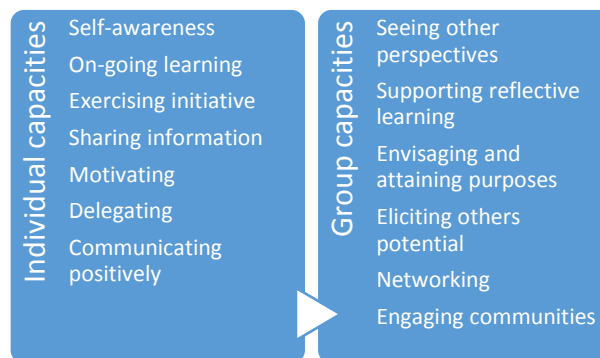 Individual capacities
Self-awareness
On-going learning
Exercising initiative
Sharing information
Motivating
Delegating
Communicating
positively
Group capacities
Seeing other
perspectives
Supporting reflective
learning
Envisaging and
attaining purposes
Eliciting others
potential
Networking
Engaging communities